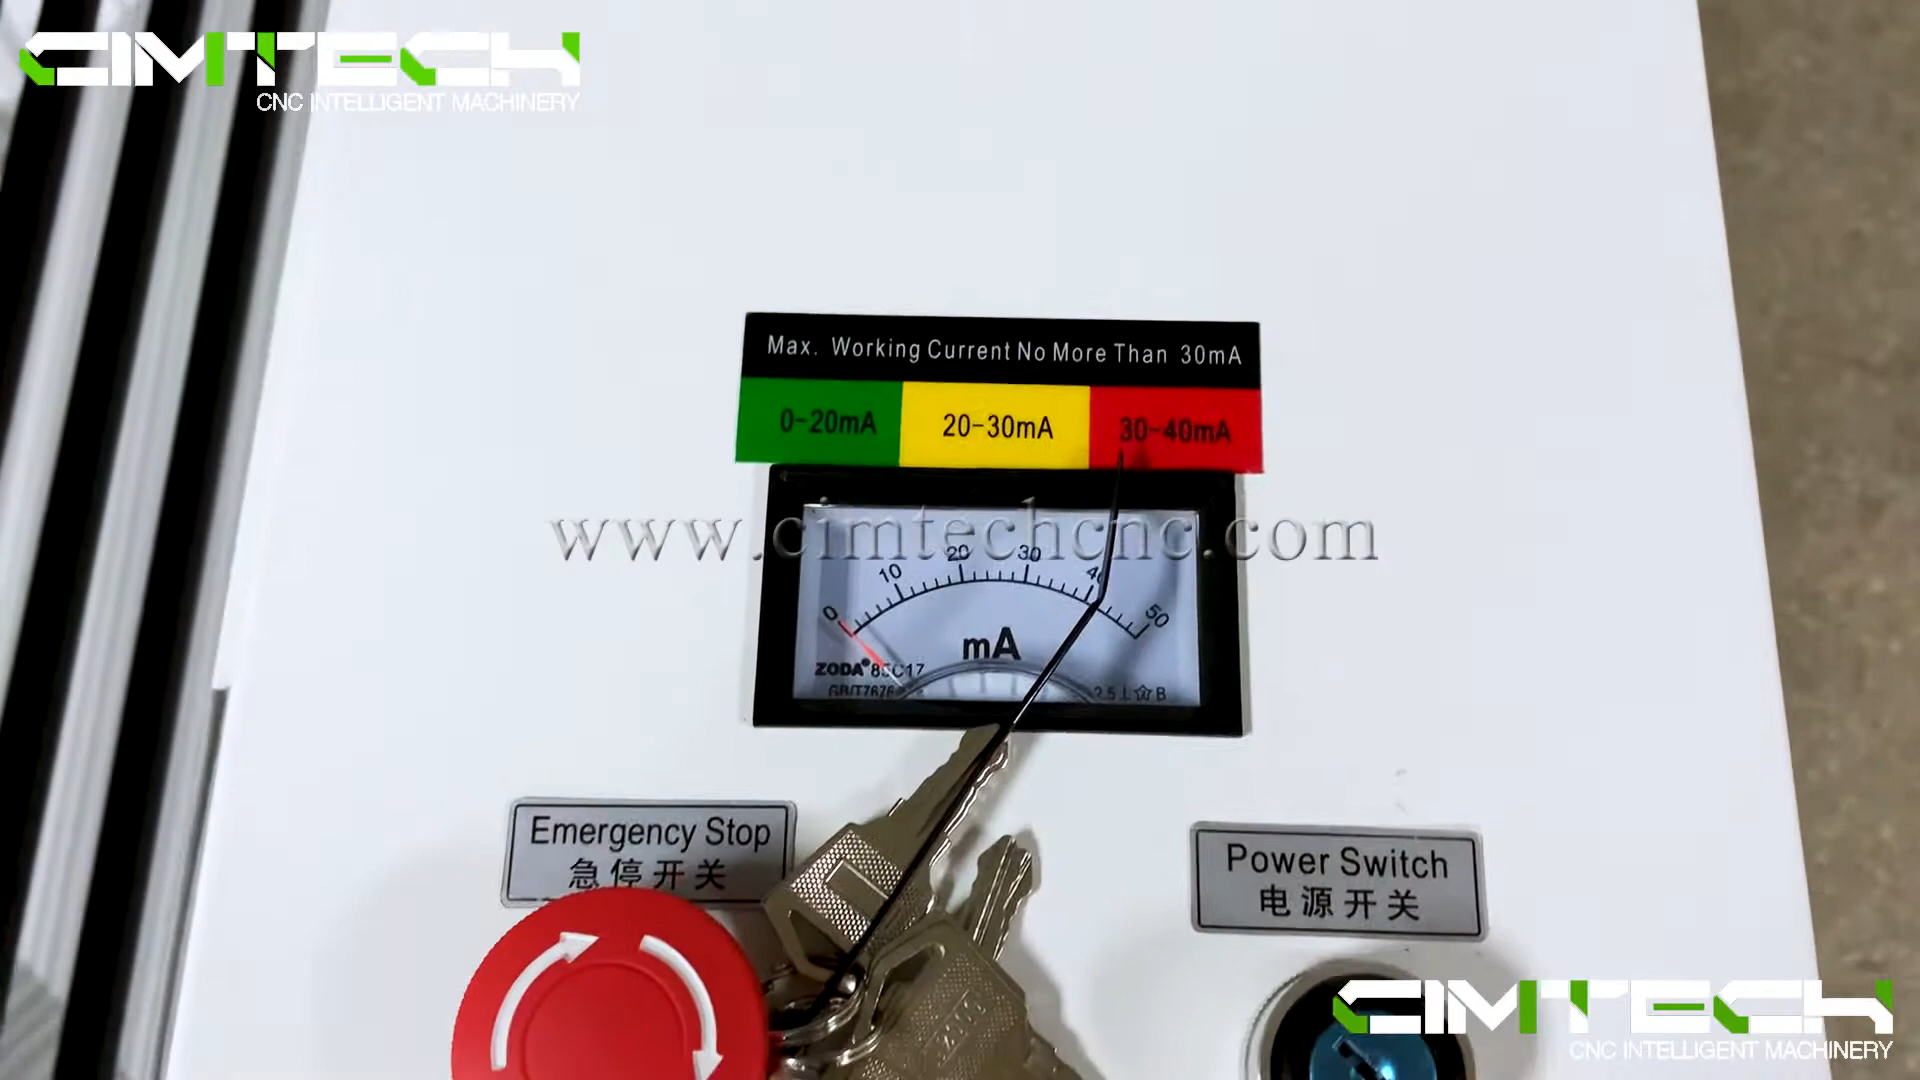 CIMTECH
CNC INTELLIGENT MACHINERY
Max. Working Current No More Than 30mA
0-20mA 20-30mA 30-40mA
www.cimtechcnc.com
0 10 20 30 40 50
mA
ZODA® 85C17
GB/T7676
2.5 B
Emergency Stop
急停开关
Power Switch
电源开关
CIMTECH
CNC INTELLIGENT MACHINERY